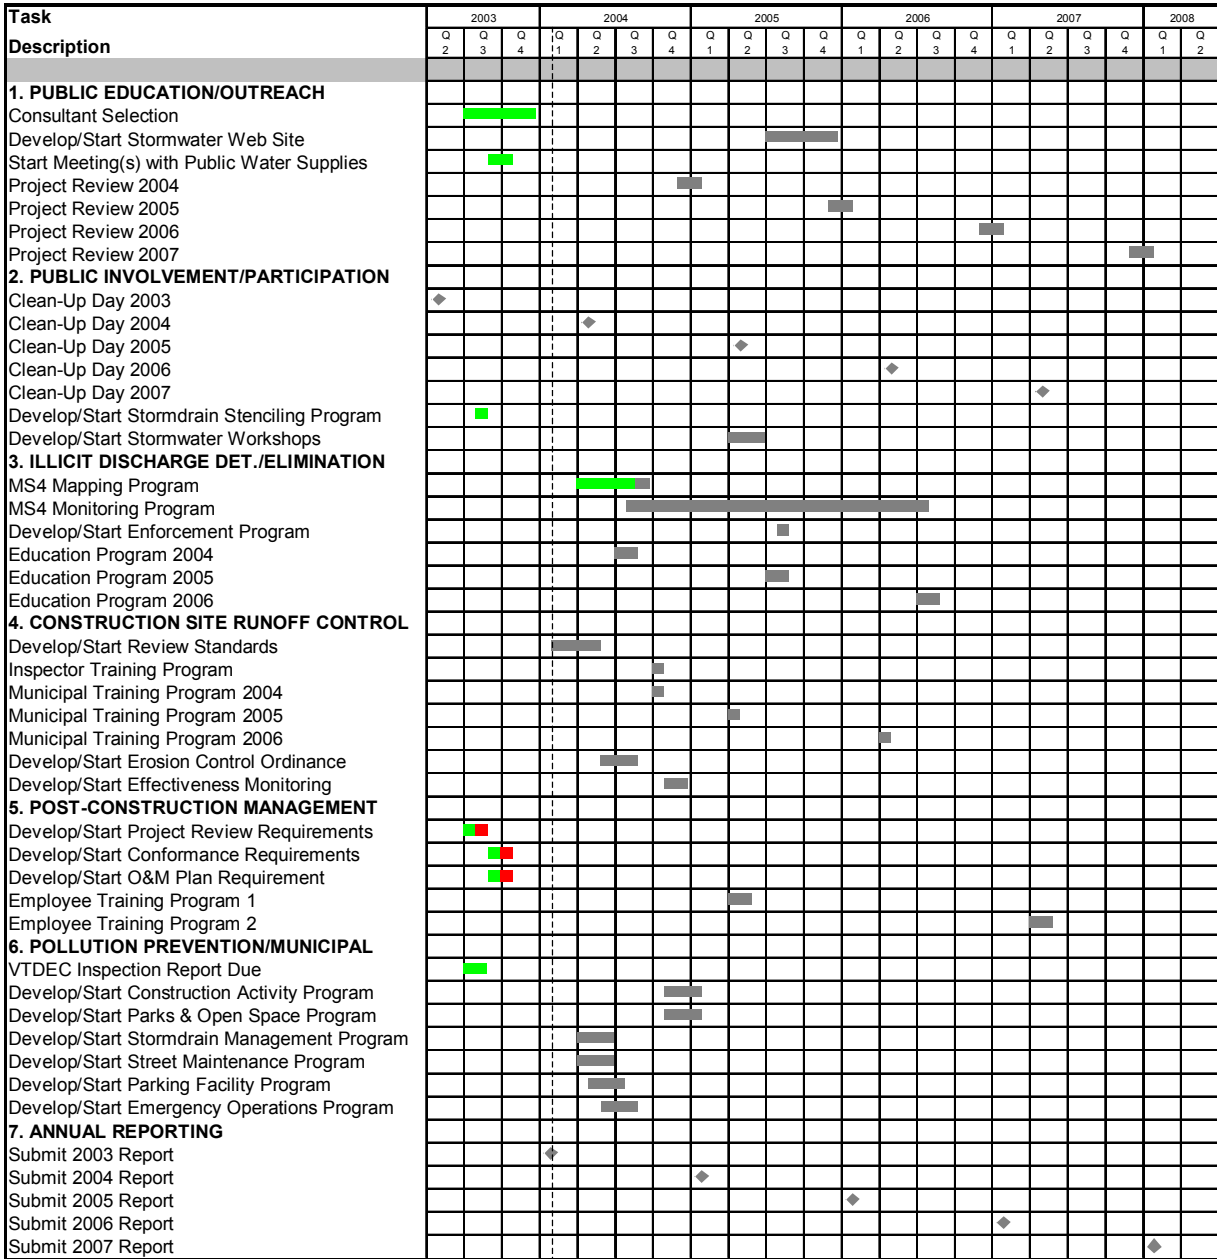 Task
2003 2004 2005 2006 2007 2008
Description
Q Q Q Q Q Q Q Q Q Q Q Q Q Q Q Q Q Q Q Q Q
2 3 4 1 2 3 4 1 2 3 4 1 2 3 4 1 2 3 4 1 2
1. PUBLIC EDUCATION/OUTREACH
Consultant Selection
Develop/Start Stormwater Web Site
Start Meeting(s) with Public Water Supplies
Project Review 2004
Project Review 2005
Project Review 2006
Project Review 2007
2. PUBLIC INVOLVEMENT/PARTICIPATION
Clean-Up Day 2003
Clean-Up Day 2004
Clean-Up Day 2005
Clean-Up Day 2006
Clean-Up Day 2007
Develop/Start Stormdrain Stenciling Program
Develop/Start Stormwater Workshops
3. ILLICIT DISCHARGE DET./ELIMINATION
MS4 Mapping Program
MS4 Monitoring Program
Develop/Start Enforcement Program
Education Program 2004
Education Program 2005
Education Program 2006
4. CONSTRUCTION SITE RUNOFF CONTROL
Develop/Start Review Standards
Inspector Training Program
Municipal Training Program 2004
Municipal Training Program 2005
Municipal Training Program 2006
Develop/Start Erosion Control Ordinance
Develop/Start Effectiveness Monitoring
5. POST-CONSTRUCTION MANAGEMENT
Develop/Start Project Review Requirements
Develop/Start Conformance Requirements
Develop/Start O&M Plan Requirement
Employee Training Program 1
Employee Training Program 2
6. POLLUTION PREVENTION/MUNICIPAL
VTDEC Inspection Report Due
Develop/Start Construction Activity Program
Develop/Start Parks & Open Space Program
Develop/Start Stormdrain Management Program
Develop/Start Street Maintenance Program
Develop/Start Parking Facility Program
Develop/Start Emergency Operations Program
7. ANNUAL REPORTING
Submit 2003 Report
Submit 2004 Report
Submit 2005 Report
Submit 2006 Report
Submit 2007 Report